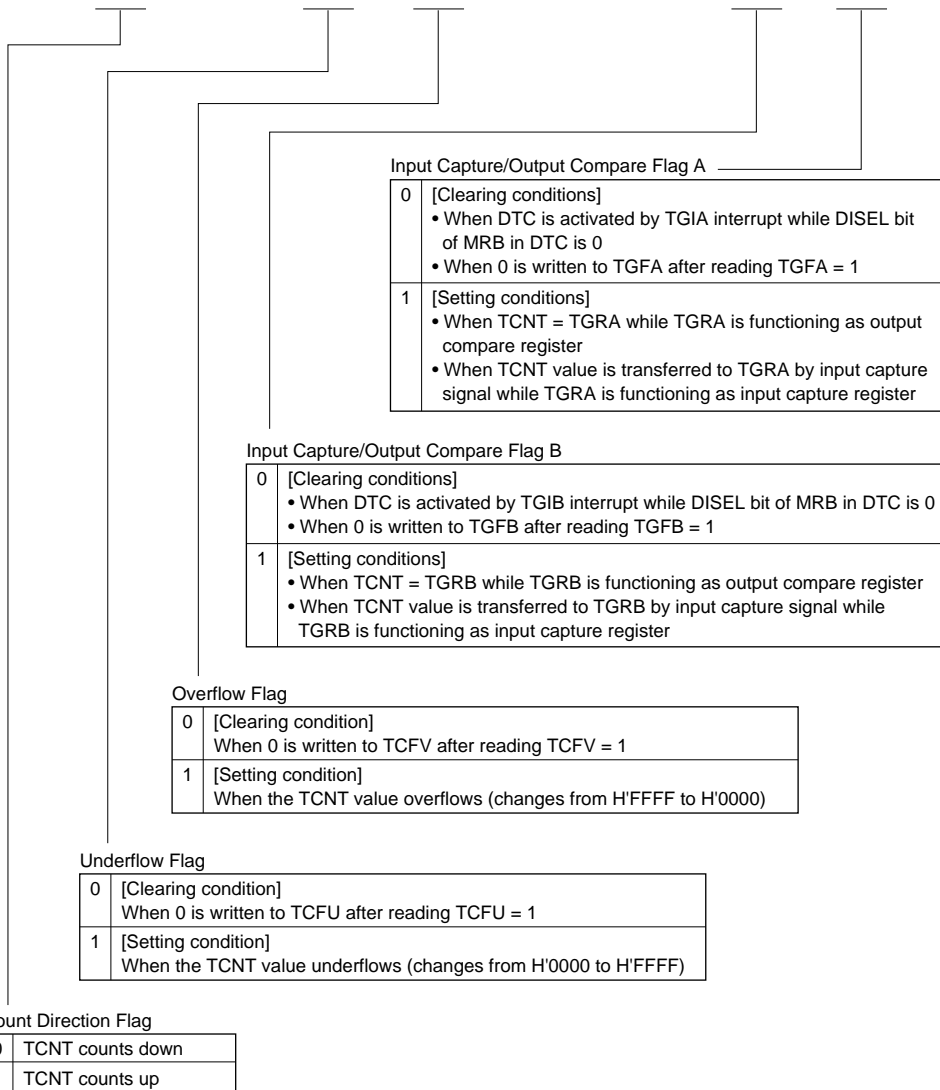 Input Capture/Output Compare Flag A
0 [Clearing conditions]
• When DTC is activated by TGIA interrupt while DISEL bit
of MRB in DTC is 0
• When 0 is written to TGFA after reading TGFA = 1
1 [Setting conditions]
• When TCNT = TGRA while TGRA is functioning as output
compare register
• When TCNT value is transferred to TGRA by input capture
signal while TGRA is functioning as input capture register
Input Capture/Output Compare Flag B
0 [Clearing conditions]
• When DTC is activated by TGIB interrupt while DISEL bit of MRB in DTC is 0
• When 0 is written to TGFB after reading TGFB = 1
1 [Setting conditions]
• When TCNT = TGRB while TGRB is functioning as output compare register
• When TCNT value is transferred to TGRB by input capture signal while
TGRB is functioning as input capture register
Overflow Flag
0 [Clearing condition]
When 0 is written to TCFV after reading TCFV = 1
1 [Setting condition]
When the TCNT value overflows (changes from H'FFFF to H'0000)
Underflow Flag
0 [Clearing condition]
When 0 is written to TCFU after reading TCFU = 1
1 [Setting condition]
When the TCNT value underflows (changes from H'0000 to H'FFFF)
ount Direction Flag
TCNT counts down
TCNT counts up